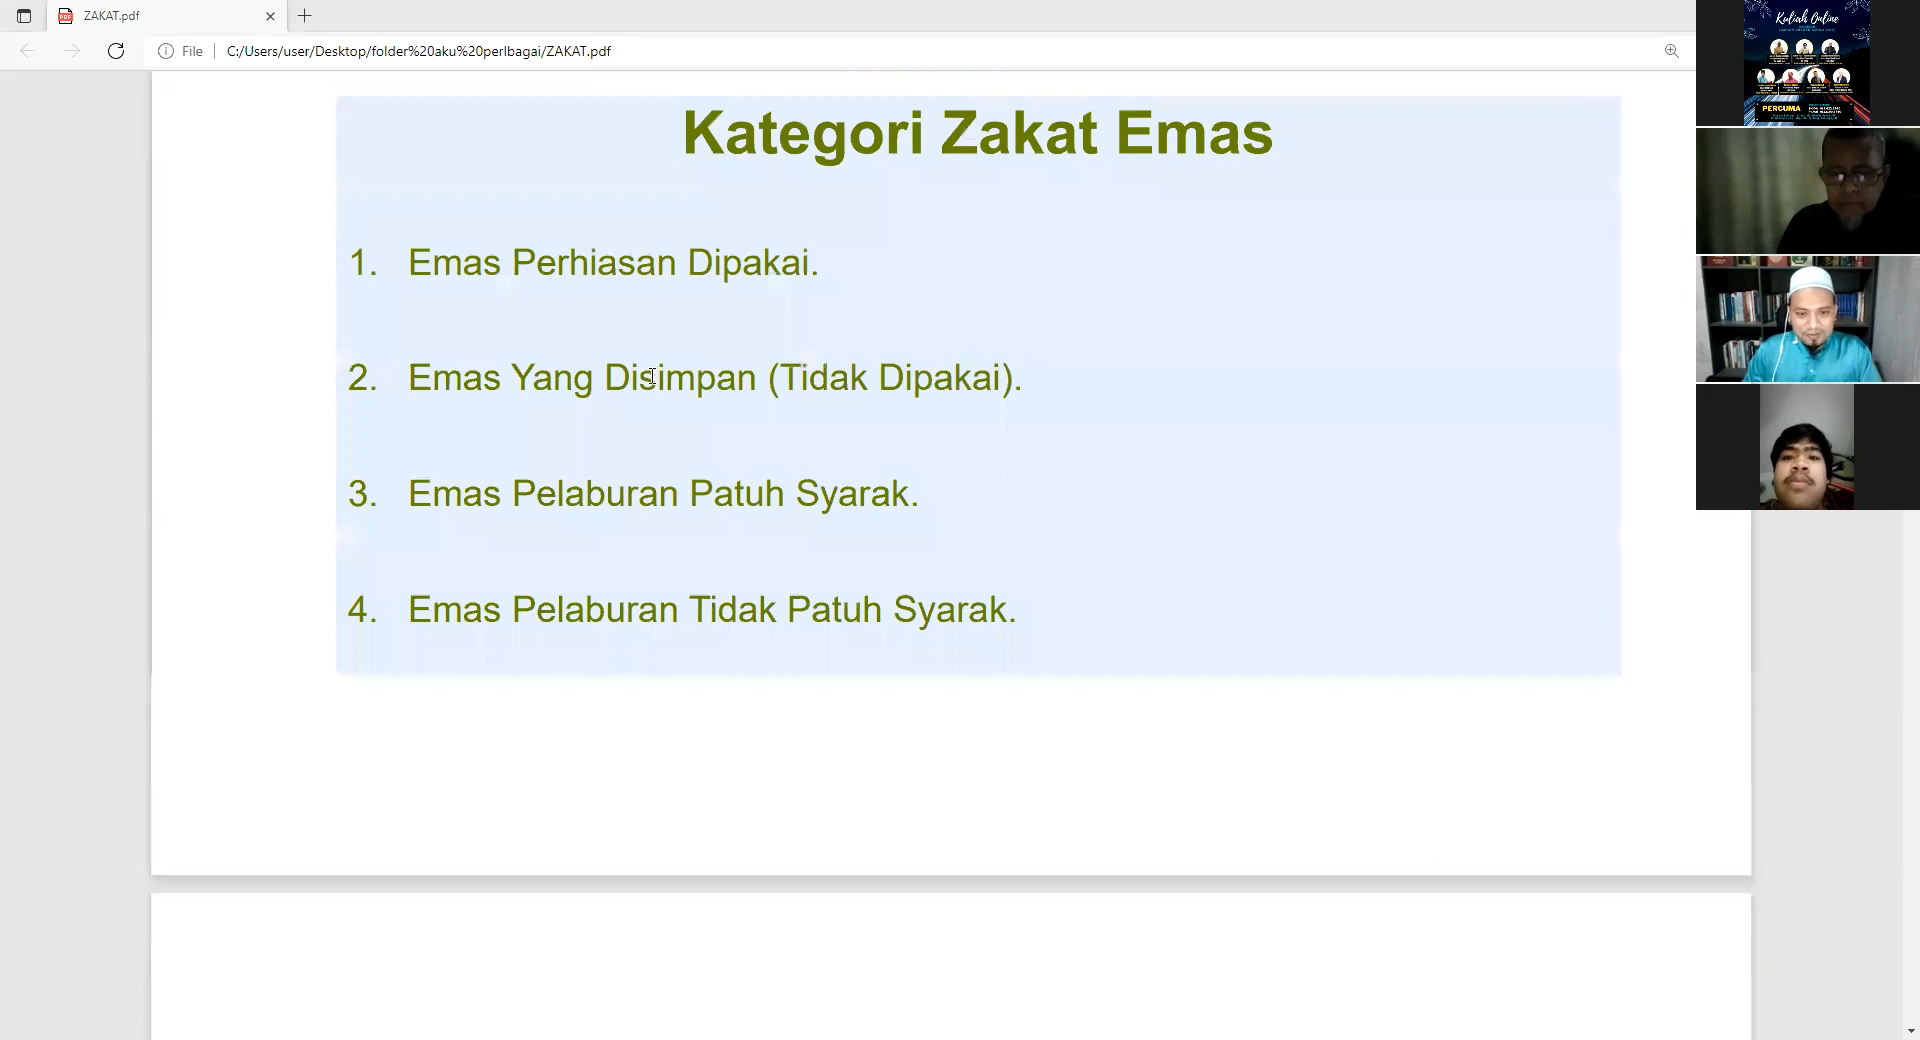 ZAKAT.pdf
File
C:/Users/user/Desktop/folder%20aku%20perlbagai/ZAKAT.pdf
Kategori Zakat Emas
1. Emas Perhiasan Dipakai.
2. Emas Yang Disimpan (Tidak Dipakai).
3. Emas Pelaburan Patuh Syarak.
4. Emas Pelaburan Tidak Patuh Syarak.
Kuliah Online
PERCUMA